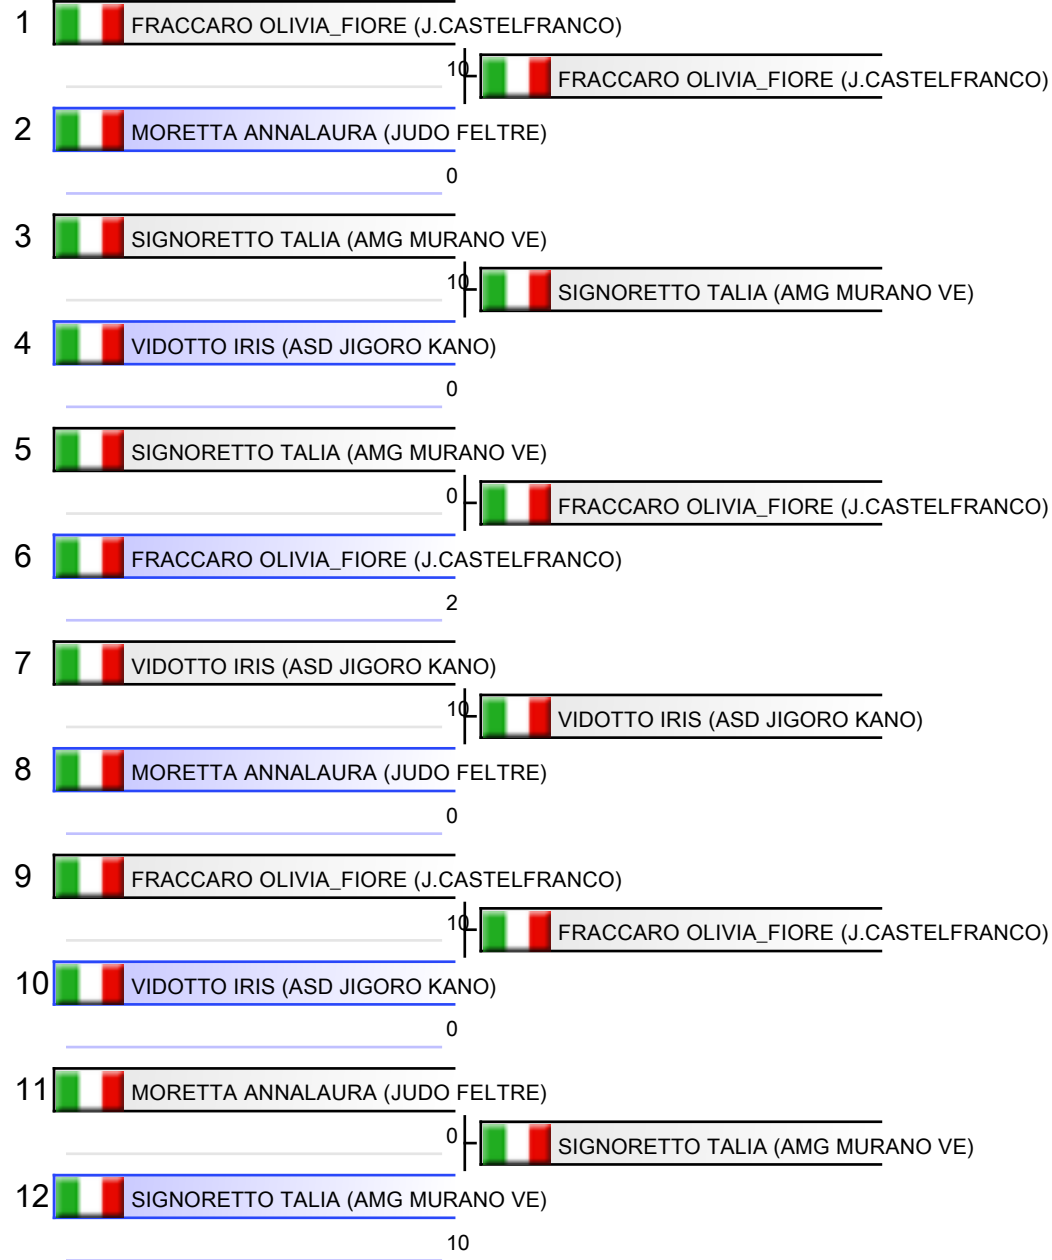 1 FRACCARO OLIVIA_FIORE (J.CASTELFRANCO)
10 FRACCARO OLIVIA_FIORE (J.CASTELFRANCO)
2 MORETTA ANNALAURA (JUDO FELTRE)
0
3 SIGNORETTO TALIA (AMG MURANO VE)
10 SIGNORETTO TALIA (AMG MURANO VE)
4 VIDOTTO IRIS (ASD JIGORO KANO)
0
5 SIGNORETTO TALIA (AMG MURANO VE)
0 FRACCARO OLIVIA_FIORE (J.CASTELFRANCO)
6 FRACCARO OLIVIA_FIORE (J.CASTELFRANCO)
2
7 VIDOTTO IRIS (ASD JIGORO KANO)
10 VIDOTTO IRIS (ASD JIGORO KANO)
8 MORETTA ANNALAURA (JUDO FELTRE)
0
9 FRACCARO OLIVIA_FIORE (J.CASTELFRANCO)
10 FRACCARO OLIVIA_FIORE (J.CASTELFRANCO)
10 VIDOTTO IRIS (ASD JIGORO KANO)
0
11 MORETTA ANNALAURA (JUDO FELTRE)
0 SIGNORETTO TALIA (AMG MURANO VE)
12 SIGNORETTO TALIA (AMG MURANO VE)
10